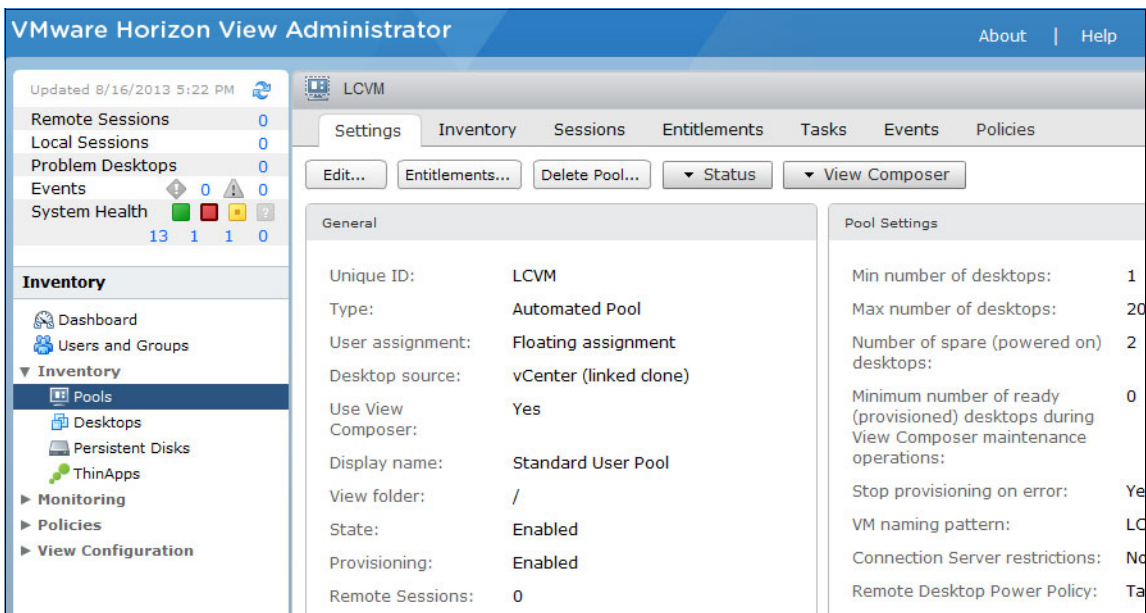 VMware Horizon View Administrator
About | Help
Updated 8/16/2013 5:22 PM
Remote Sessions 0
Local Sessions 0
Problem Desktops 0
Events 0 0
System Health ?
13 1 1 0
Inventory
Dashboard
Users and Groups
Inventory
Pools
Desktops
Persistent Disks
ThinApps
Monitoring
Policies
View Configuration
LCVM
Settings Inventory Sessions Entitlements Tasks Events Policies
Edit... Entitlements... Delete Pool... Status View Composer
General
Unique ID: LCVM
Type: Automated Pool
User assignment: Floating assignment
Desktop source: vCenter (linked clone)
Use View Yes
Composer:
Display name: Standard User Pool
View folder: /
State: Enabled
Provisioning: Enabled
Remote Sessions: 0
Pool Settings
Min number of desktops: 1
Max number of desktops: 20
Number of spare (powered on) 2
desktops:
Minimum number of ready 0
(provisioned) desktops during
View Composer maintenance
operations:
Stop provisioning on error: Ye
VM naming pattern: LC
Connection Server restrictions: No
Remote Desktop Power Policy: Ta